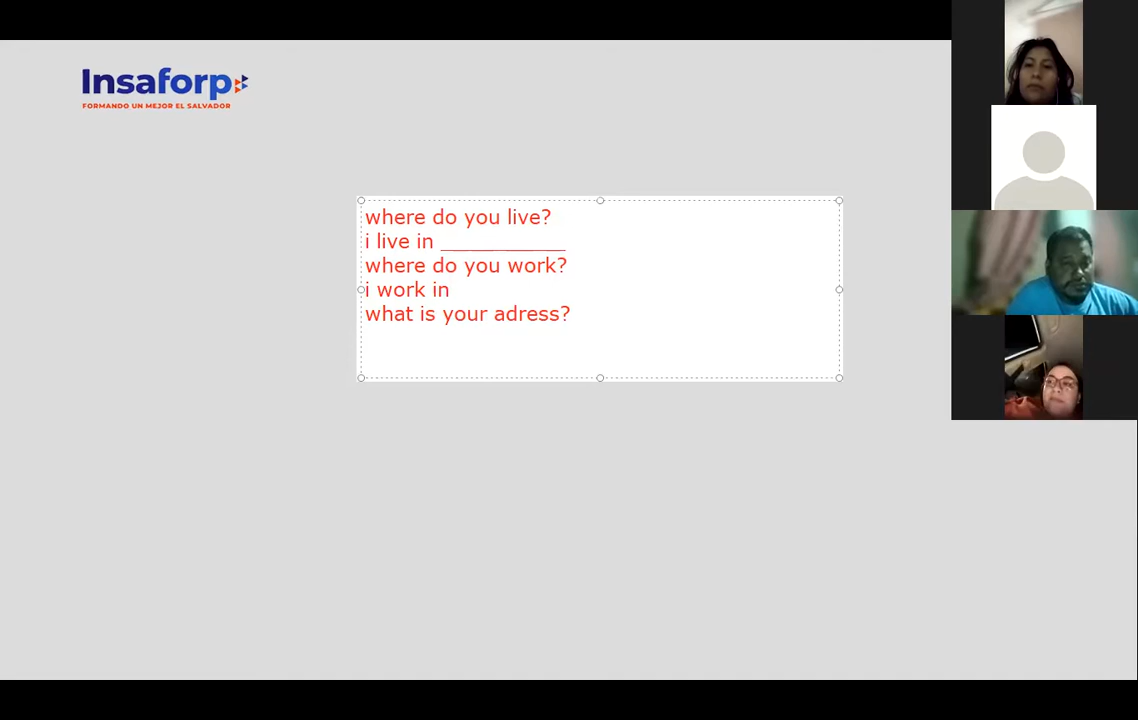 Insaforp
FORMANDO UN MEJOR EL SALVADOR
where do you live?
i live in ___________
where do you work?
i work in
what is your adress?